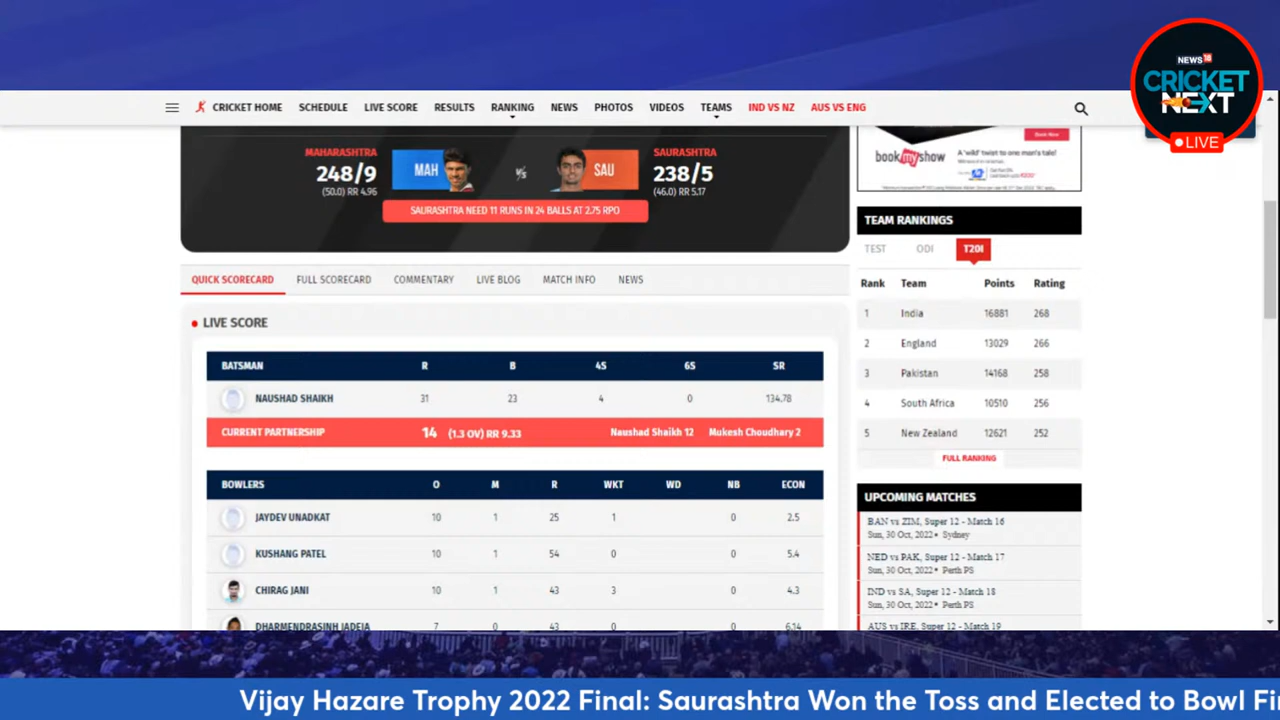 NEWS18
CRICKET
NEXT
LIVE
CRICKET HOME SCHEDULE LIVE SCORE RESULTS RANKING NEWS PHOTOS VIDEOS TEAMS IND VS NZ AUS VS ENG
MAHARASHTRA
248/9
(50.0) RR 4.96
MAH
VS
SAU
SAURASHTRA
238/5
(46.0) RR 5.17
SAURASHTRA NEED 11 RUNS IN 24 BALLS AT 2.75 RPO
Book Now
bookmyshow
A 'wild' twist to one man's tale!
QUICK SCORECARD FULL SCORECARD COMMENTARY LIVE BLOG MATCH INFO NEWS
LIVE SCORE
BATSMAN R B 4S 6S SR
NAUSHAD SHAIKH 31 23 4 0 134.78
CURRENT PARTNERSHIP 14 (1.3 OV) RR 9.33 Naushad Shaikh 12 Mukesh Choudhary 2
BOWLERS O M R WKT WD NB ECON
JAYDEV UNADKAT 10 1 25 1 0 2.5
KUSHANG PATEL 10 1 54 0 0 5.4
CHIRAG JANI 10 1 43 3 0 4.3
DHARMENDRASINH JADEJA 7 0 43 0 0 6.14
TEAM RANKINGS
TEST ODI T20I
Rank Team Points Rating
1 India 16881 268
2 England 13029 266
3 Pakistan 14168 258
4 South Africa 10510 256
5 New Zealand 12621 252
FULL RANKING
UPCOMING MATCHES
BAN vs ZIM, Super 12 - Match 16
Sun, 30 Oct, 2022 • Sydney
NED vs PAK, Super 12 - Match 17
Sun, 30 Oct, 2022 • Perth PS
IND vs SA, Super 12 - Match 18
Sun, 30 Oct, 2022 • Perth PS
AUS vs IRE, Super 12 - Match 19
Vijay Hazare Trophy 2022 Final: Saurashtra Won the Toss and Elected to Bowl Fi